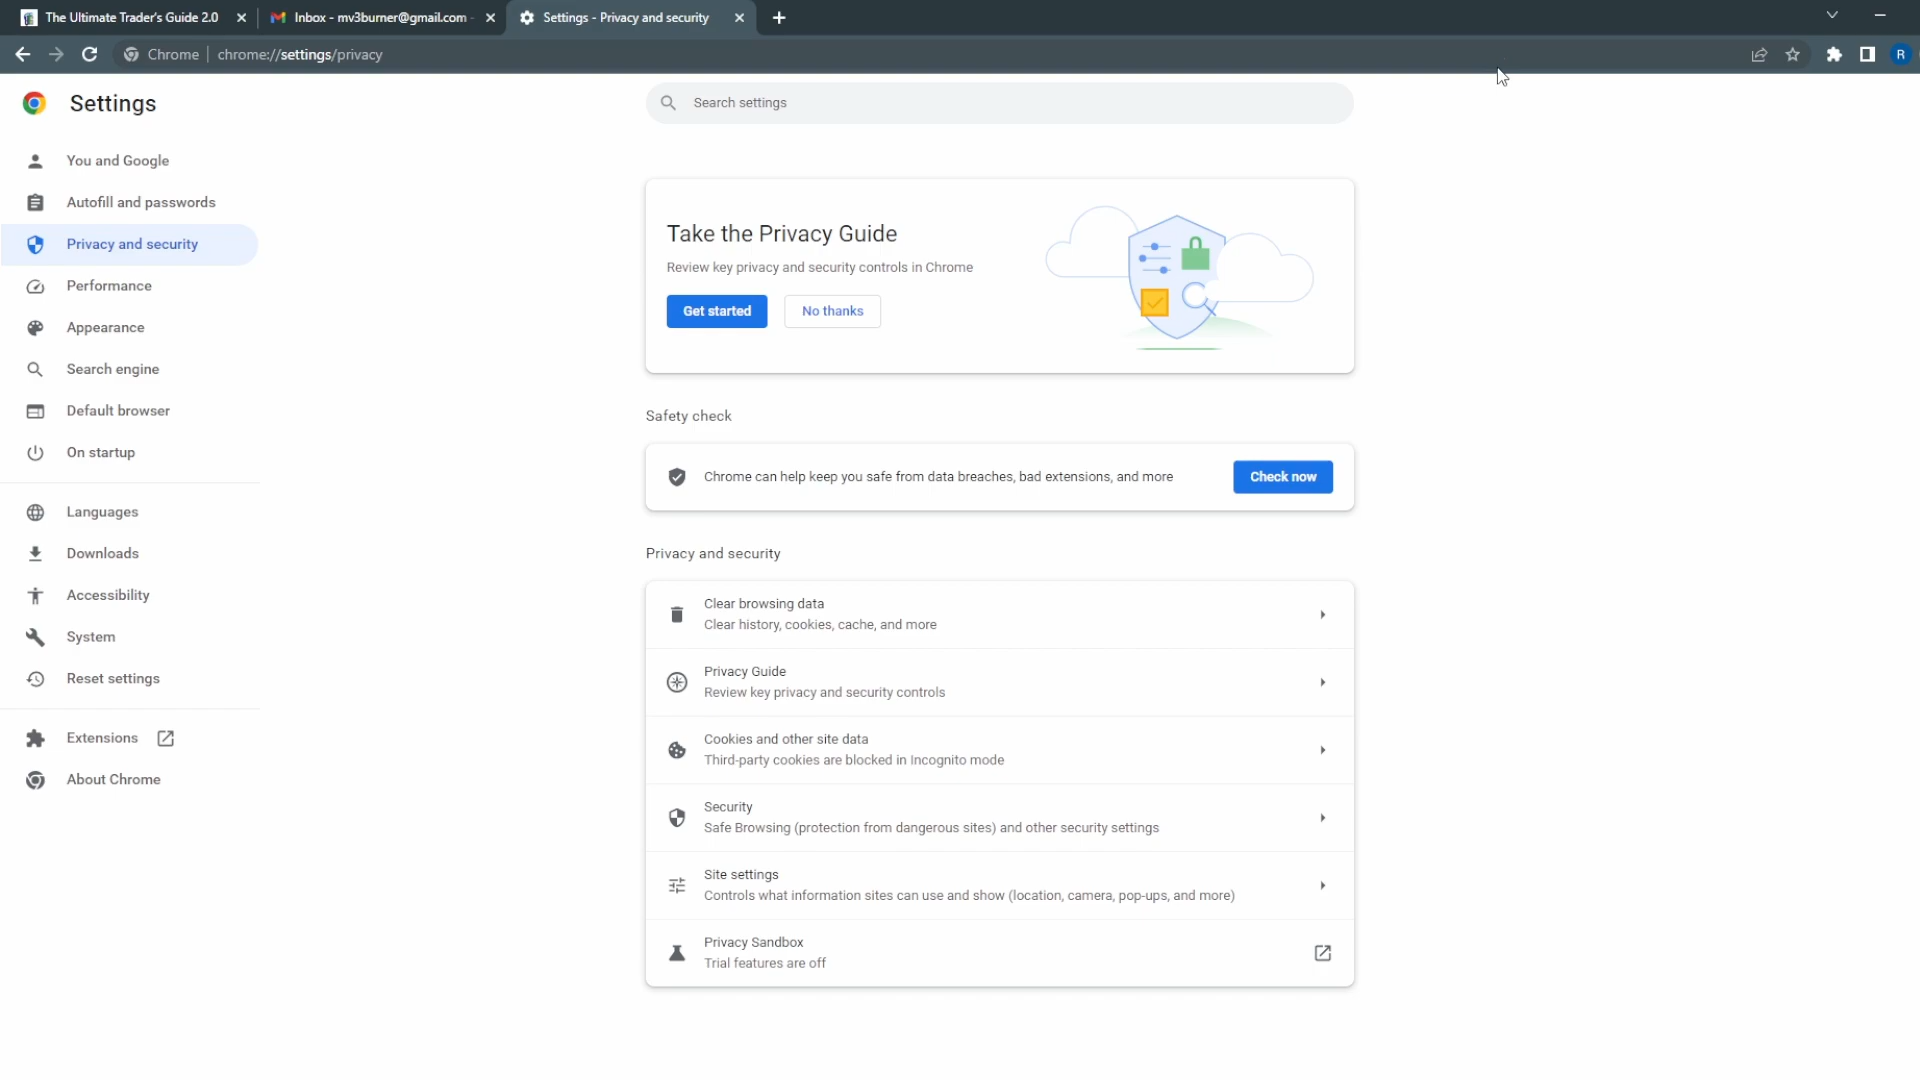 The Ultimate Trader's Guide 2.0
Inbox - mv3burner@gmail.com -
Settings - Privacy and security
Chrome
chrome://settings/privacy
R
Settings
Search settings
You and Google
Autofill and passwords
Privacy and security
Performance
Appearance
Search engine
Default browser
On startup
Languages
Downloads
Accessibility
System
Reset settings
Extensions
About Chrome
Take the Privacy Guide
Review key privacy and security controls in Chrome
Get started
No thanks
Safety check
Chrome can help keep you safe from data breaches, bad extensions, and more
Check now
Privacy and security
Clear browsing data
Clear history, cookies, cache, and more
Privacy Guide
Review key privacy and security controls
Cookies and other site data
Third-party cookies are blocked in Incognito mode
Security
Safe Browsing (protection from dangerous sites) and other security settings
Site settings
Controls what information sites can use and show (location, camera, pop-ups, and more)
Privacy Sandbox
Trial features are off